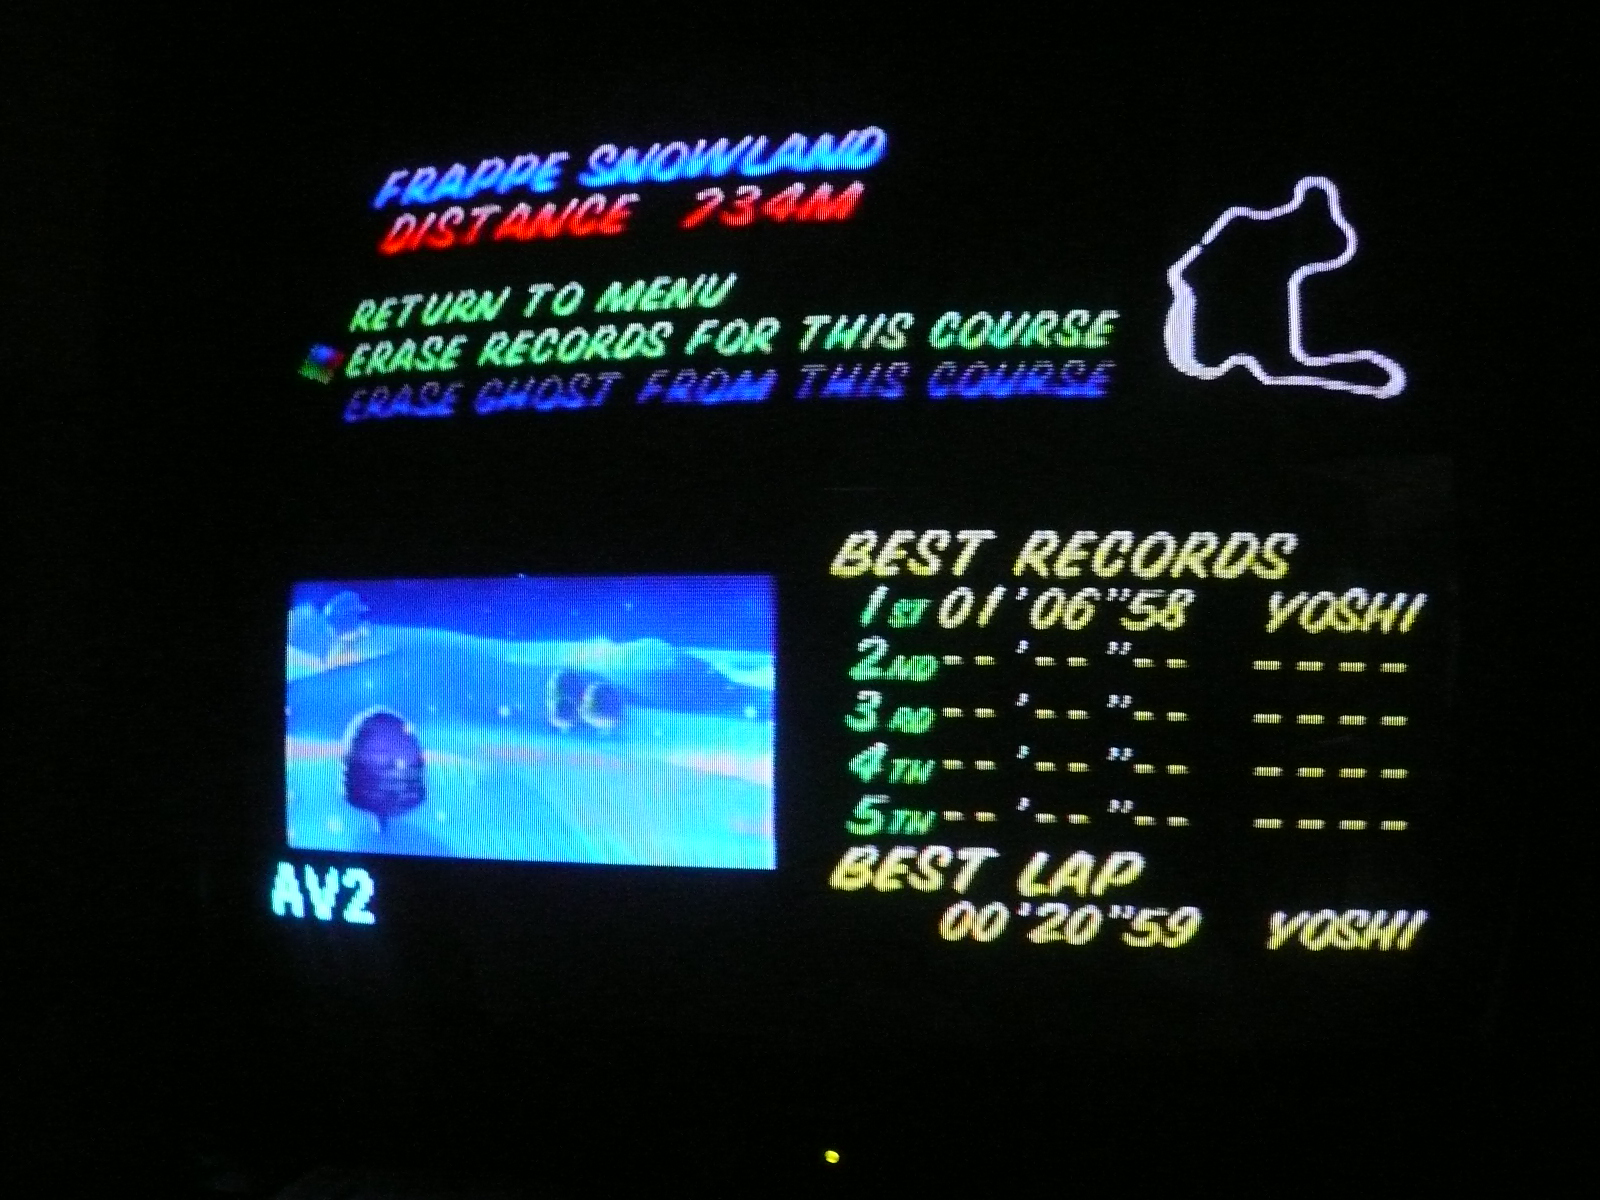 FRAPPE SNOWLAND
DISTANCE 734M
RETURN TO MENU
ERASE RECORDS FOR THIS COURSE
ERASE GHOST FROM THIS COURSE
BEST RECORDS
1ST 01'06"58 YOSHI
2ND --'--"-- ----
3RD --'--"-- ----
4TH --'--"-- ----
5TH --'--"-- ----
BEST LAP
00'20"59 YOSHI
AV2